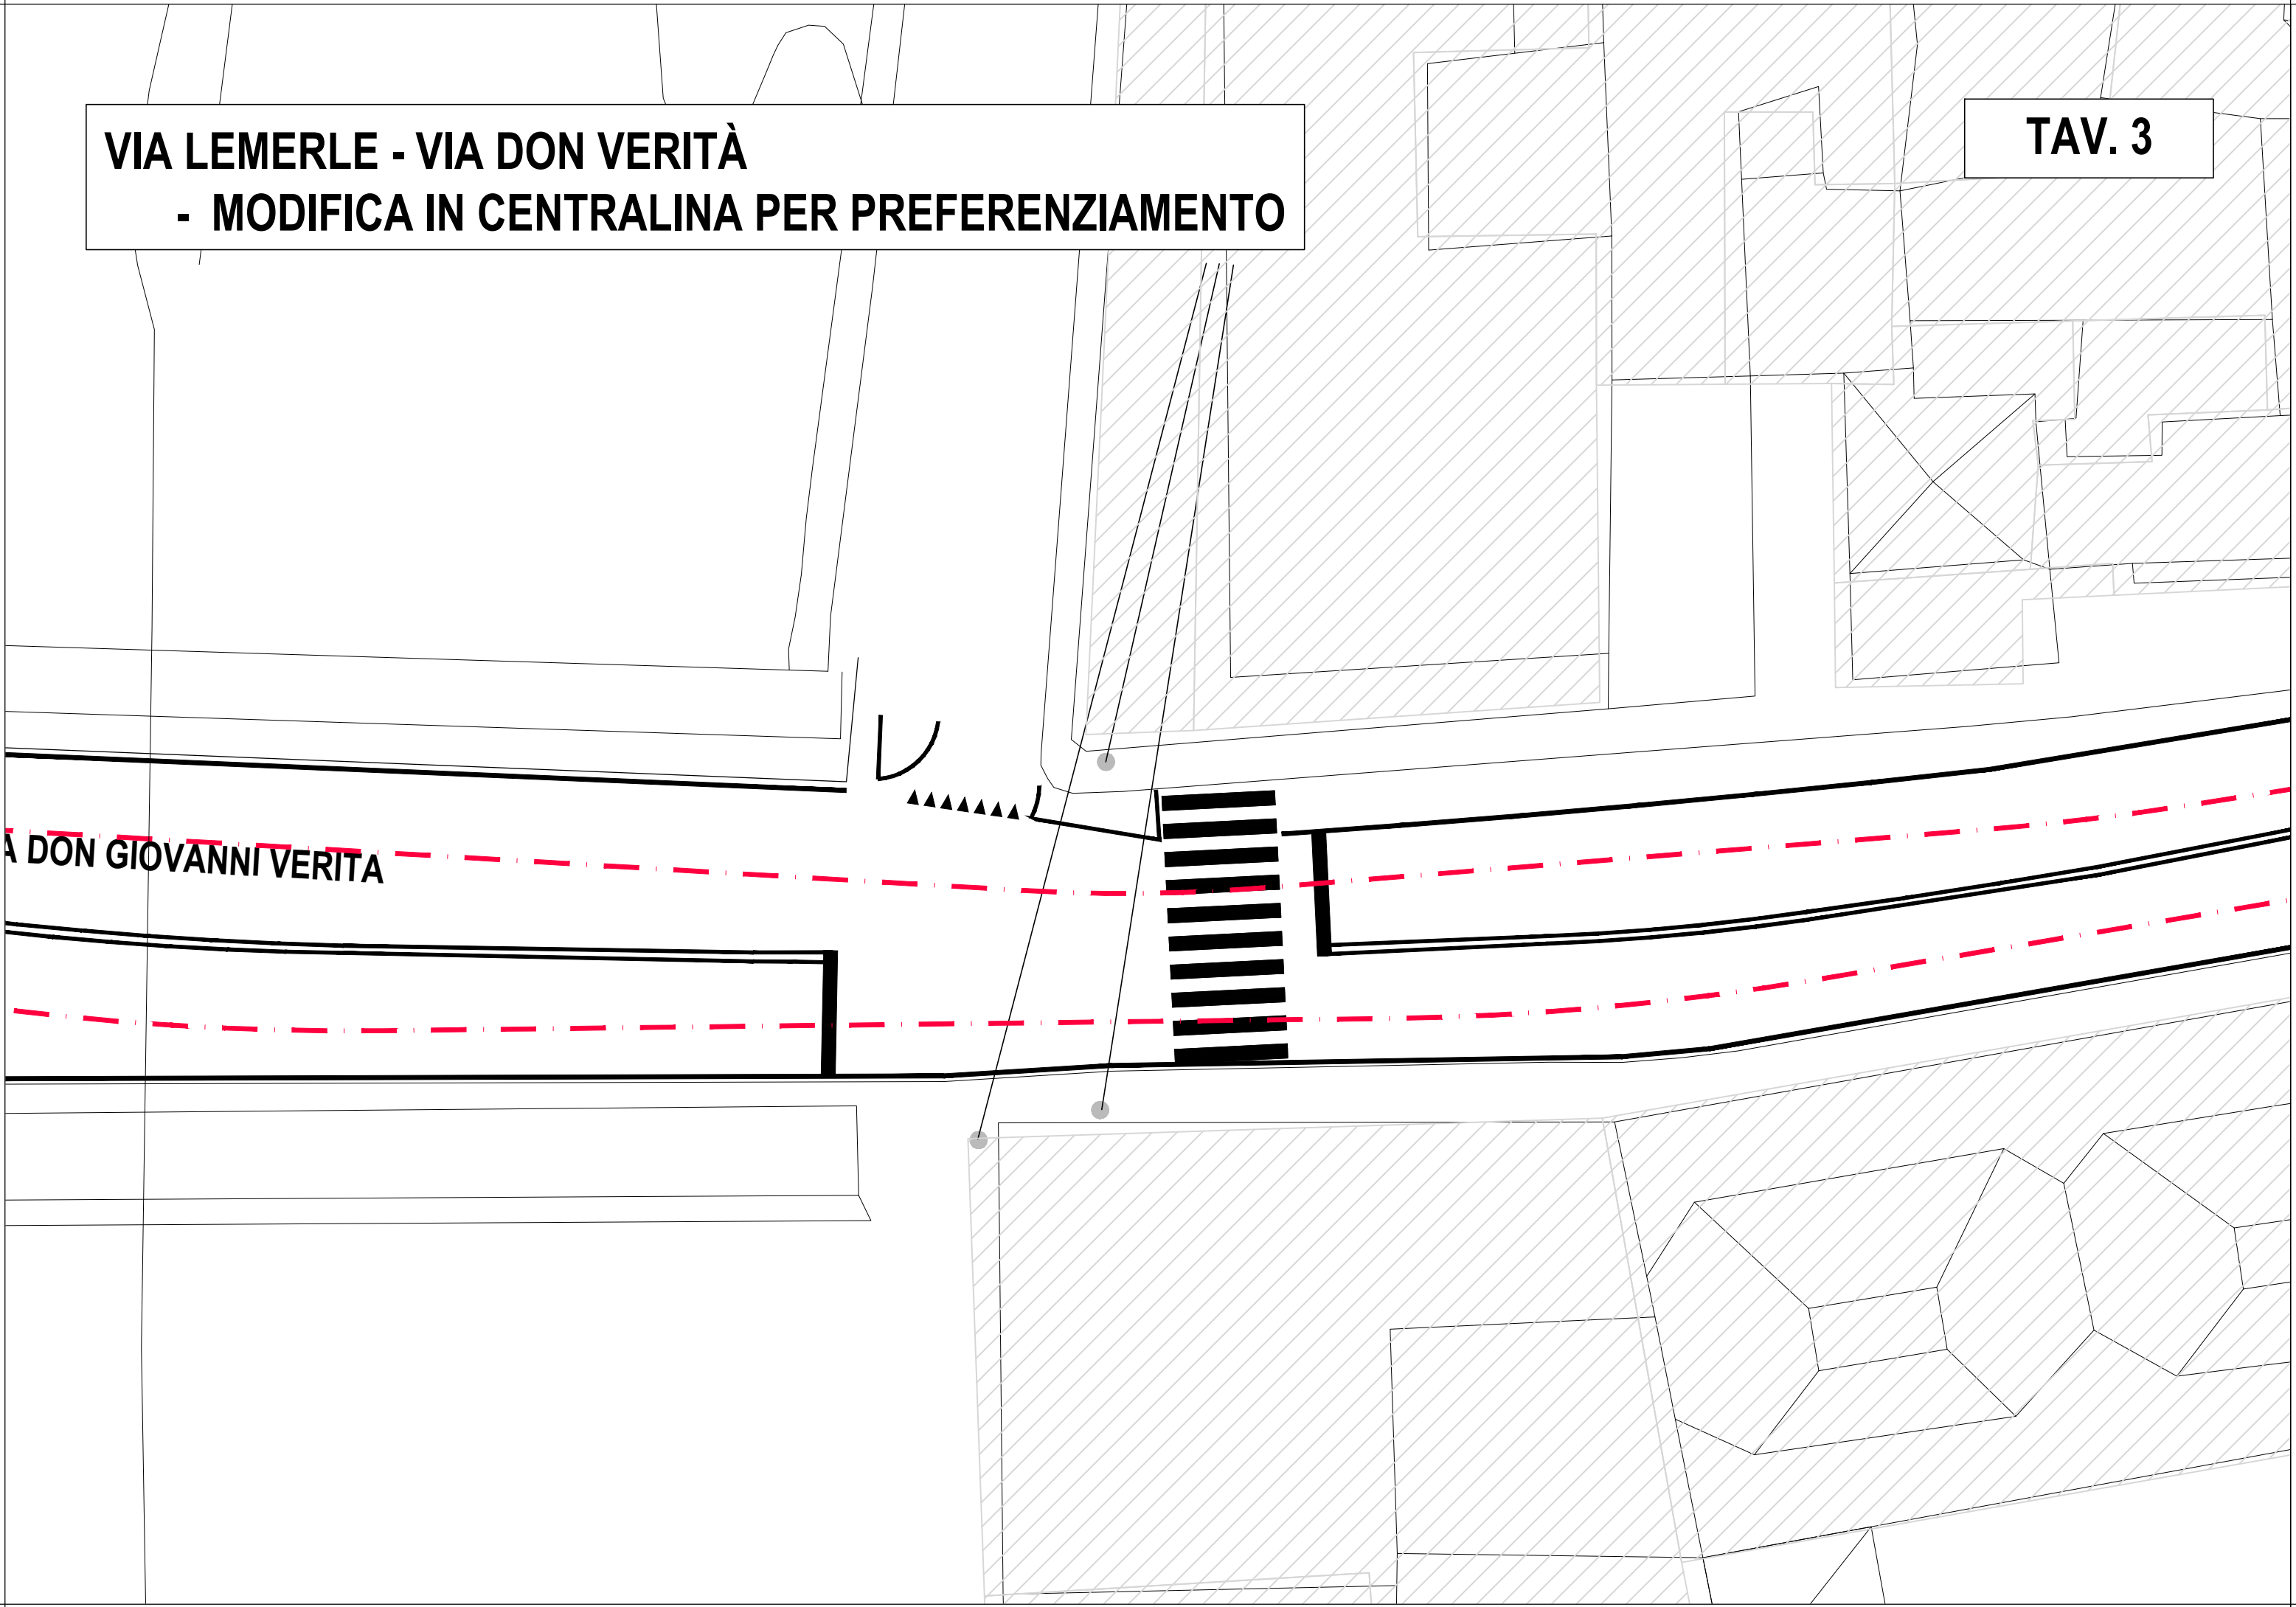 VIA LEMERLE - VIA DON VERITÀ
- MODIFICA IN CENTRALINA PER PREFERENZIAMENTO
TAV. 3
A DON GIOVANNI VERITA